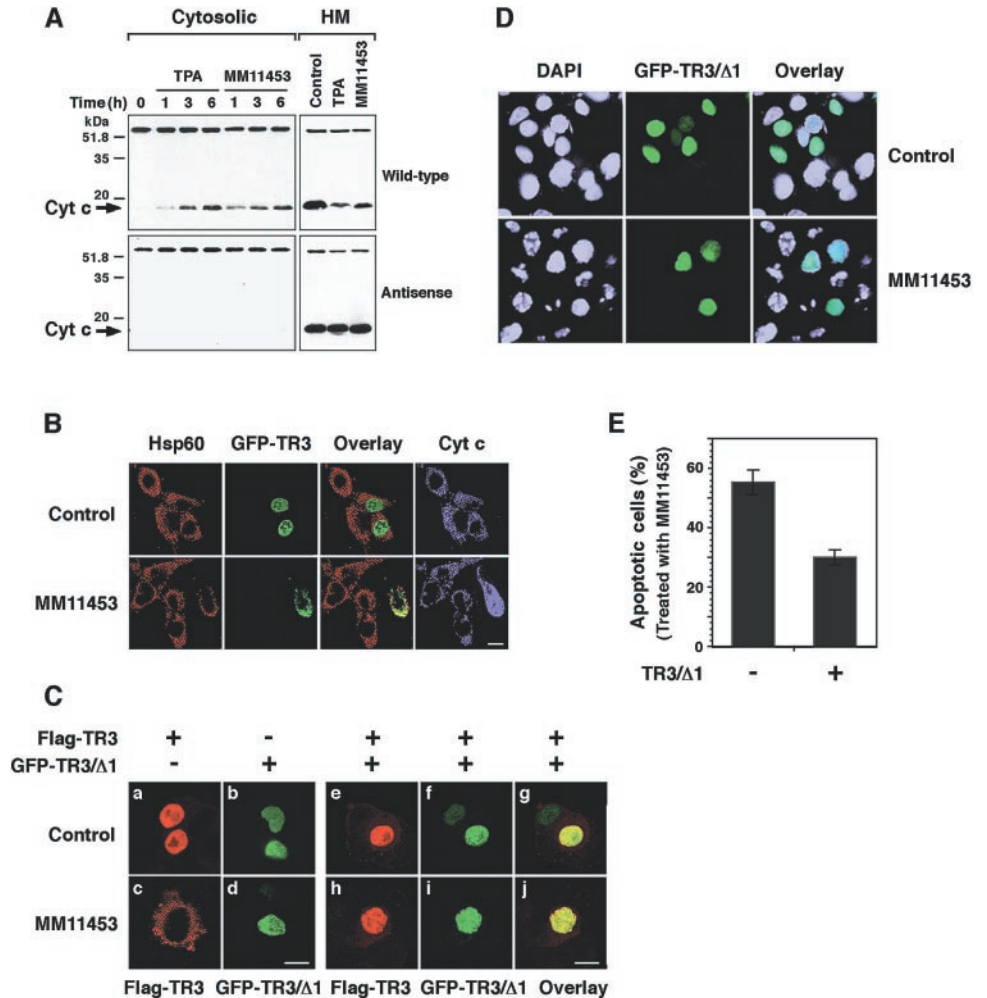 A
Cytosolic HM
TPA MM11453
Control TPA MM11453
Time (h) 0 1 3 6 1 3 6
kDa
51.8
35
20
Cyt c
Wild-type
51.8
35
20
Cyt c
Antisense
B
Hsp60 GFP-TR3 Overlay Cyt c
Control
MM11453
C
Flag-TR3 + - + + +
GFP-TR3/Δ1 - + + + +
Control
a b e f g
MM11453
c d h i j
Flag-TR3 GFP-TR3/Δ1 Flag-TR3 GFP-TR3/Δ1 Overlay
D
DAPI GFP-TR3/Δ1 Overlay
Control
MM11453
E
Apoptotic cells (%)
(Treated with MM11453)
60
40
20
0
TR3/Δ1 - +